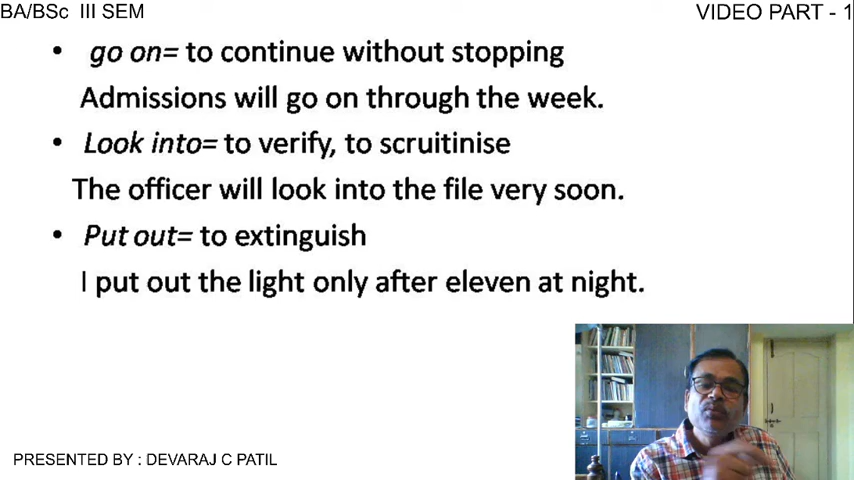 BA/BSc III SEM
VIDEO PART - 1
• go on= to continue without stopping
Admissions will go on through the week.
• Look into= to verify, to scruitinise
The officer will look into the file very soon.
• Put out= to extinguish
I put out the light only after eleven at night.
PRESENTED BY : DEVARAJ C PATIL